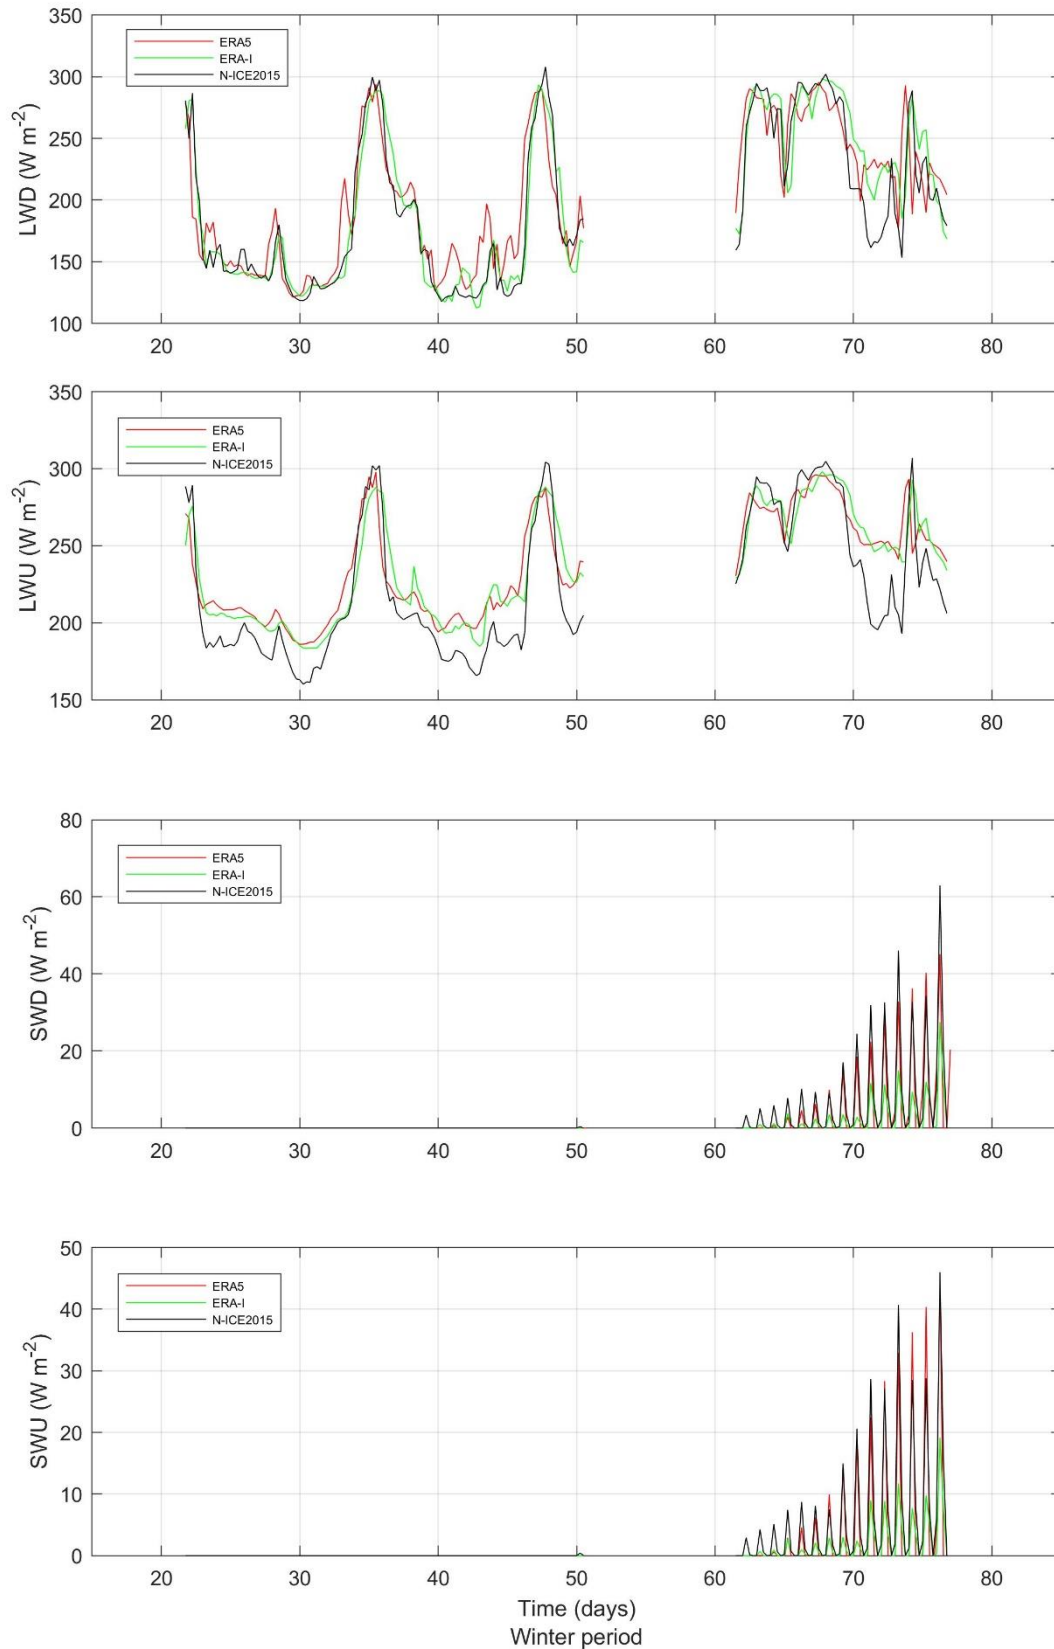 350
300
250
200
150
100
LWD (W m-2)
ERA5
ERA-I
N-ICE2015
20 30 40 50 60 70 80
350
300
250
200
150
LWU (W m-2)
ERA5
ERA-I
N-ICE2015
20 30 40 50 60 70 80
80
60
40
20
0
SWD (W m-2)
ERA5
ERA-I
N-ICE2015
20 30 40 50 60 70 80
50
40
30
20
10
0
SWU (W m-2)
ERA5
ERA-I
N-ICE2015
20 30 40 50 60 70 80
Time (days)
Winter period